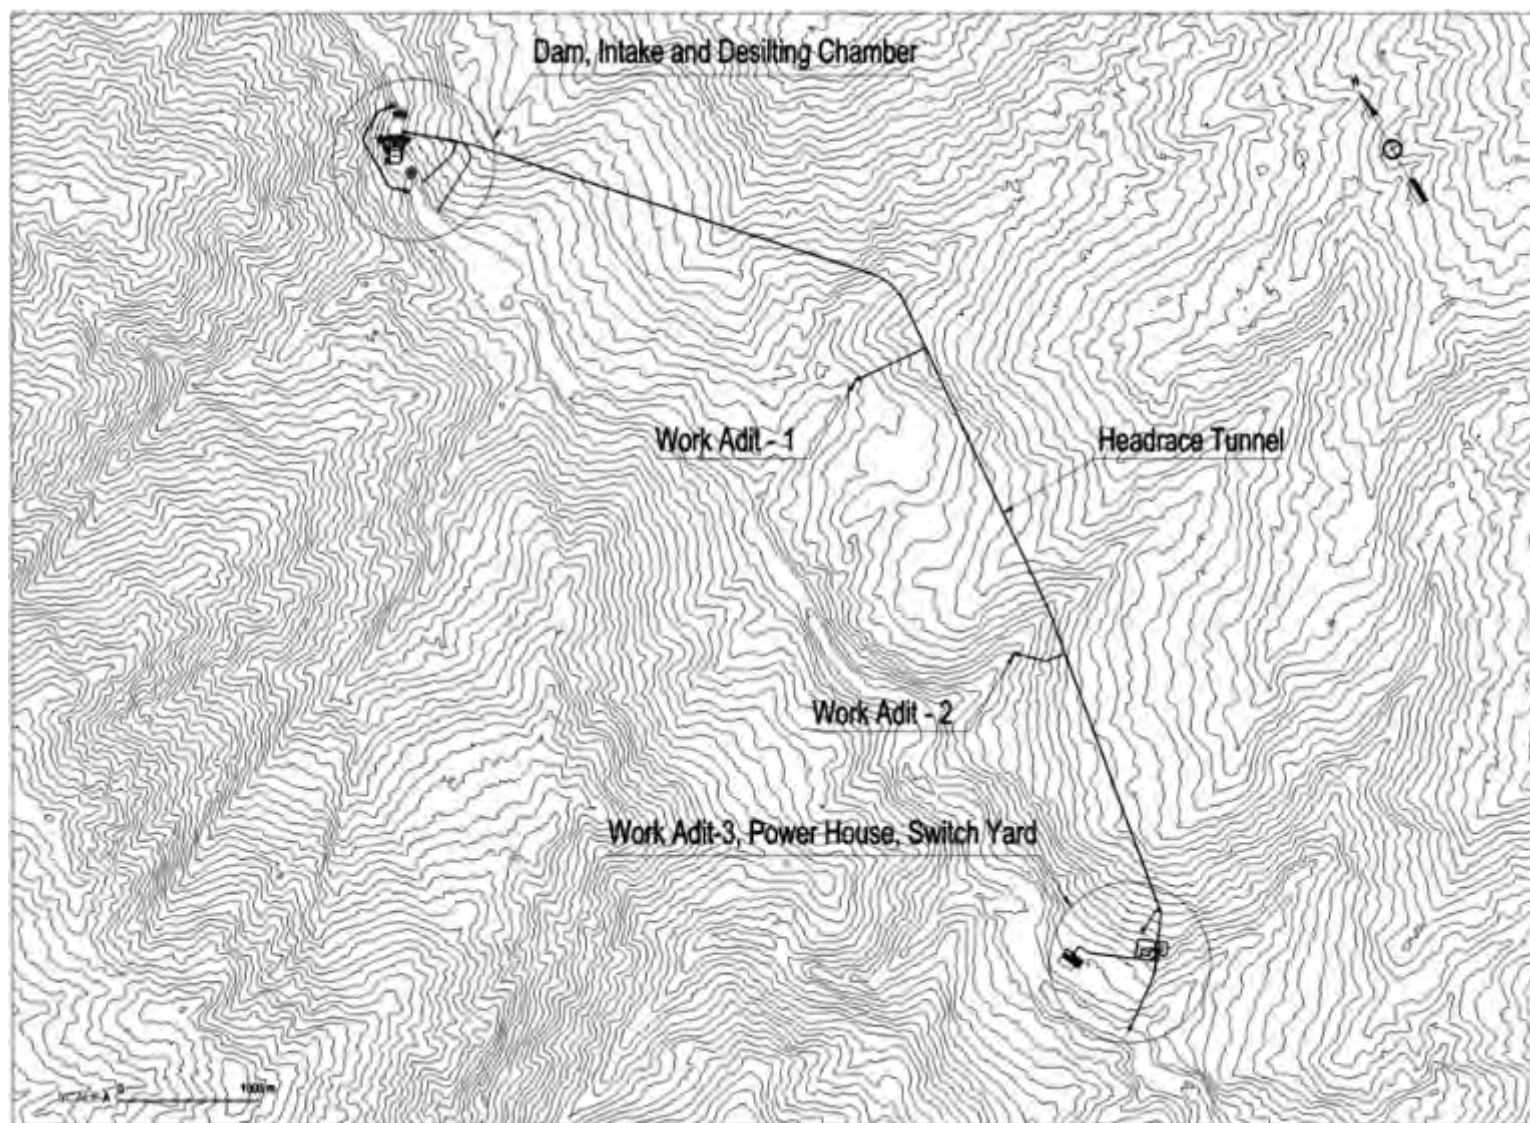 Dam, Intake and Desilting Chamber
N
Work Adit - 1
Headrace Tunnel
Work Adit - 2
Work Adit-3, Power House, Switch Yard
0 1000m